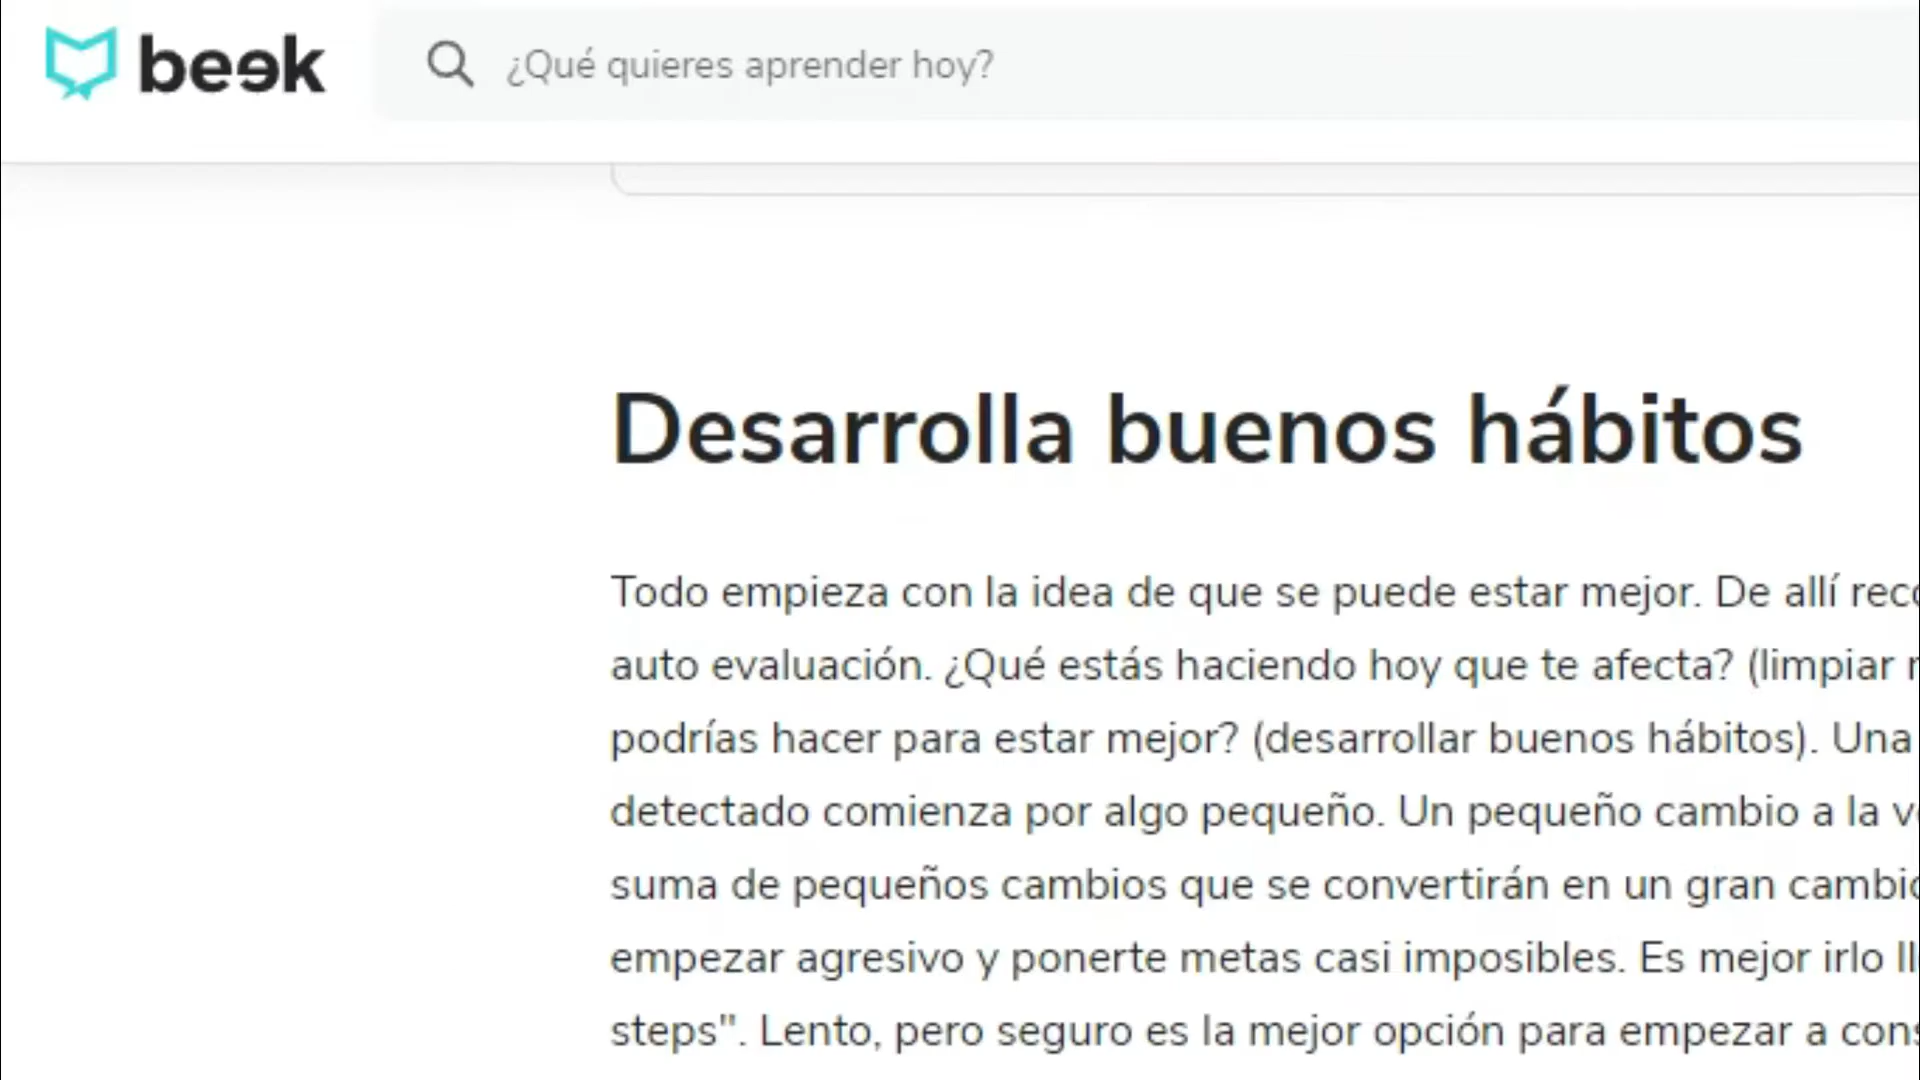 beek
¿Qué quieres aprender hoy?
Desarrolla buenos hábitos
Todo empieza con la idea de que se puede estar mejor. De allí
auto evaluación. ¿Qué estás haciendo hoy que te afecta? (limpiar
podrías hacer para estar mejor? (desarrollar buenos hábitos). Una
detectado comienza por algo pequeño. Un pequeño cambio a la
suma de pequeños cambios que se convertirán en un gran
empezar agresivo y ponerte metas casi imposibles. Es mejor irlo
steps". Lento, pero seguro es la mejor opción para empezar a